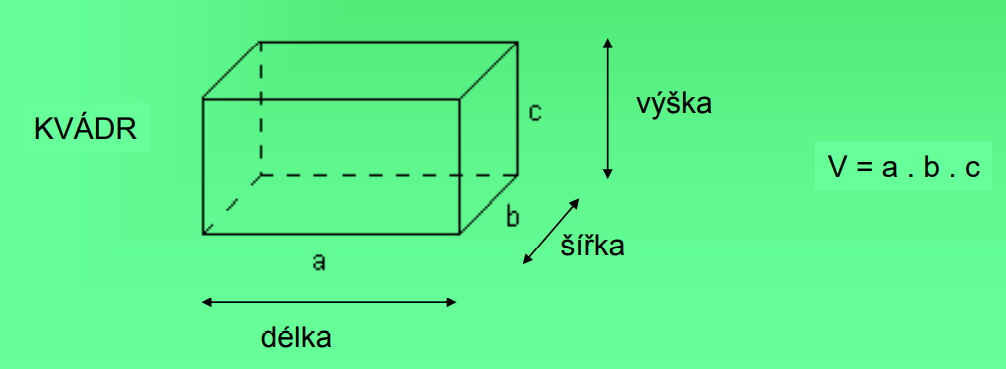 KVÁDR
c
výška
V = a . b . c
b
šířka
a
délka